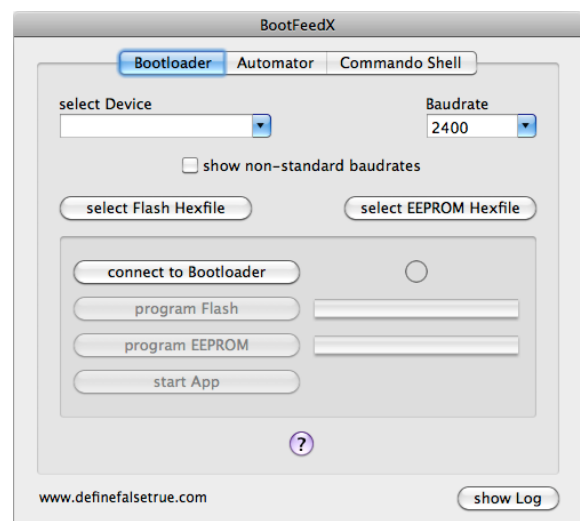 BootFeedX
Bootloader Automator Commando Shell
select Device Baudrate
2400
show non-standard baudrates
select Flash Hexfile select EEPROM Hexfile
connect to Bootloader
program Flash
program EEPROM
start App
?
www.definefalsetrue.com show Log